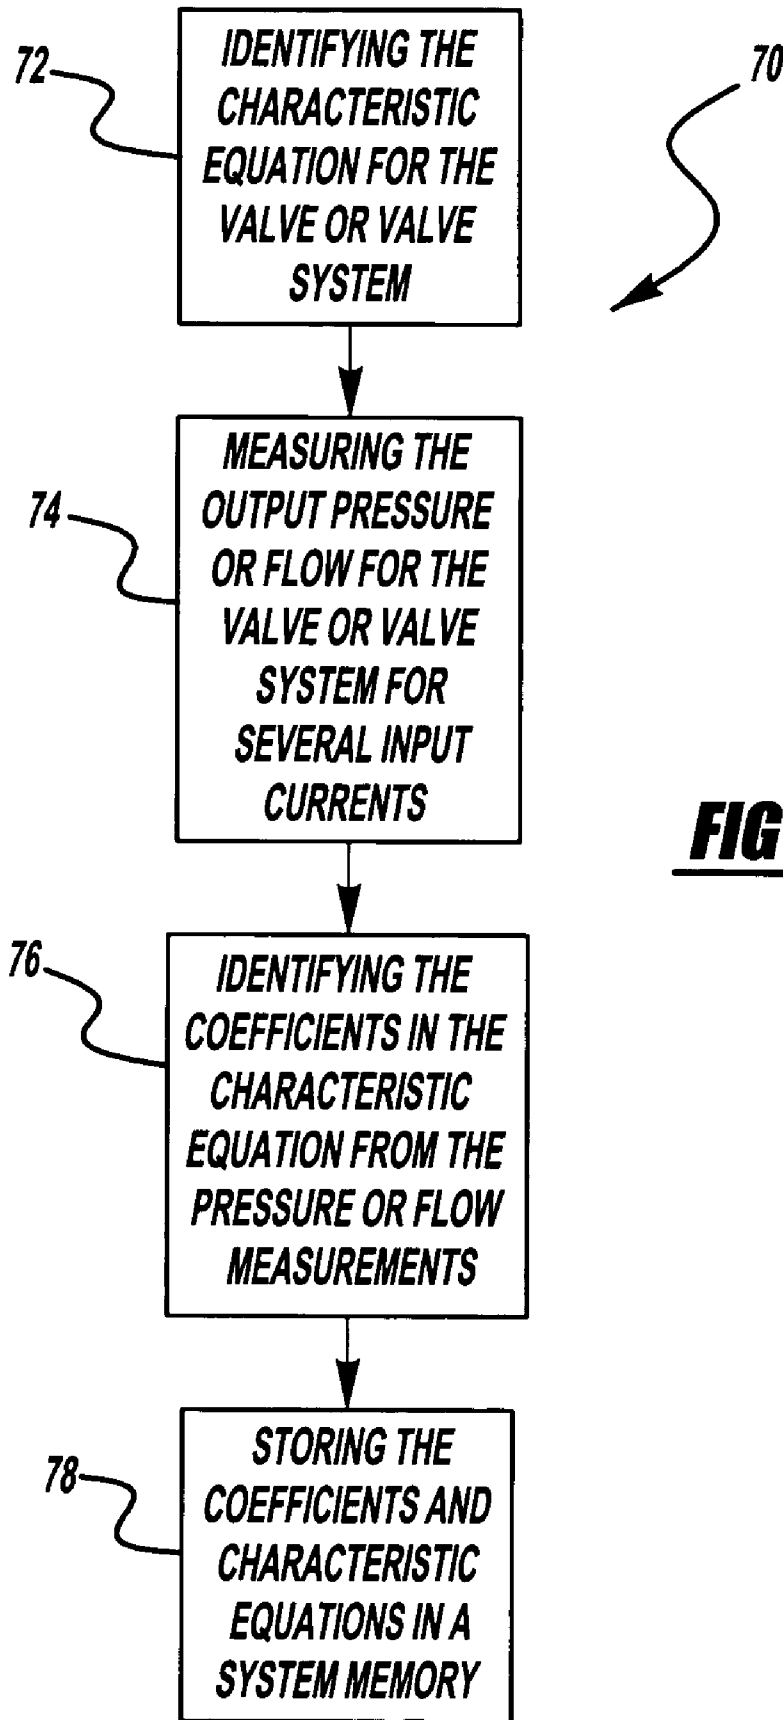 72
IDENTIFYING THE
CHARACTERISTIC
EQUATION FOR THE
VALVE OR VALVE
SYSTEM
70
74
MEASURING THE
OUTPUT PRESSURE
OR FLOW FOR THE
VALVE OR VALVE
SYSTEM FOR
SEVERAL INPUT
CURRENTS
FIG
76
IDENTIFYING THE
COEFFICIENTS IN THE
CHARACTERISTIC
EQUATION FROM THE
PRESSURE OR FLOW
MEASUREMENTS
78
STORING THE
COEFFICIENTS AND
CHARACTERISTIC
EQUATIONS IN A
SYSTEM MEMORY